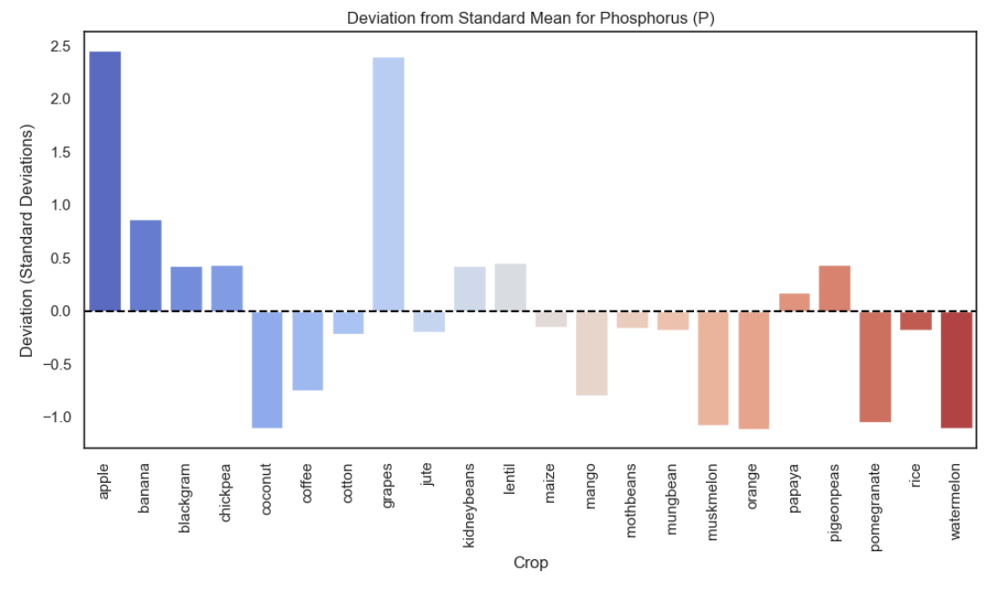 Deviation from Standard Mean for Phosphorus (P)
Deviation (Standard Deviations)
2.5
2.0
1.5
1.0
0.5
0.0
−0.5
−1.0
apple
banana
blackgram
chickpea
coconut
coffee
cotton
grapes
jute
kidneybeans
lentil
maize
mango
mothbeans
mungbean
muskmelon
orange
papaya
pigeonpeas
pomegranate
rice
watermelon
Crop